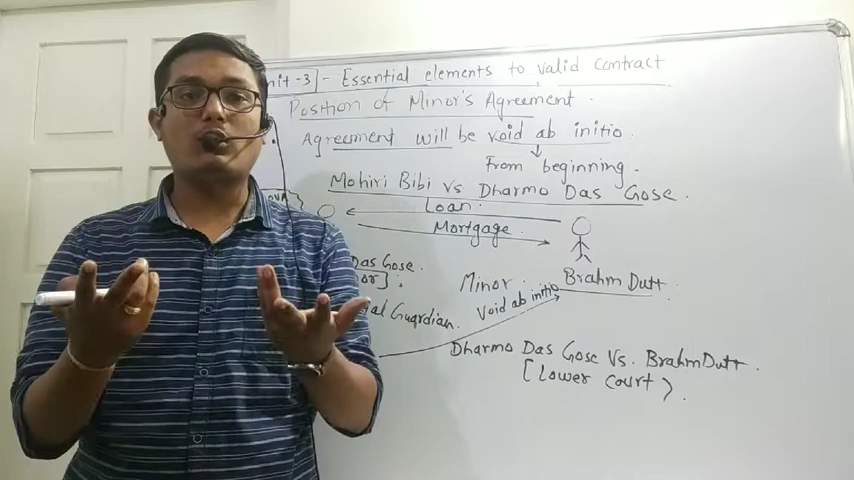 nit-3] - Essential elements to valid contract
Position of Minor's Agreement.
Agreement will be void ab initio.
From beginning.
Mohiri Bibi vs Dharmo Das Gose.
Loan.
Mortgage.
Das Gose.
or].
Minor.
Brahm Dutt.
Void ab initio
al Guardian.
Dharmo Das Gose Vs. BrahmDutt.
[Lower court].